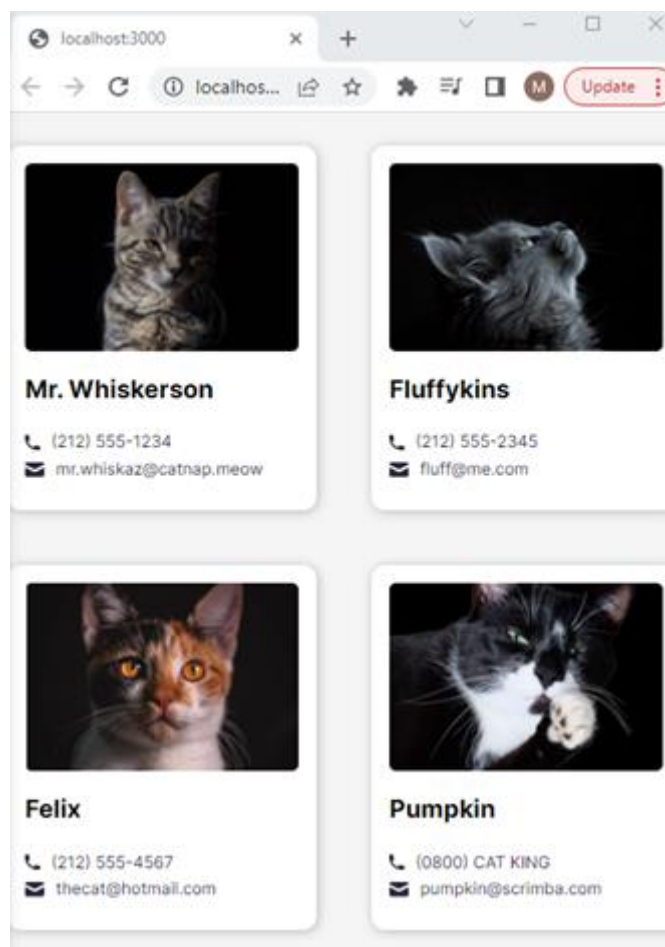 localhost:3000
localhos...
M
Update
Mr. Whiskerson
(212) 555-1234
mr.whiskaz@catnap.meow
Fluffykins
(212) 555-2345
fluff@me.com
Felix
(212) 555-4567
thecat@hotmail.com
Pumpkin
(0800) CAT KING
pumpkin@scrimba.com